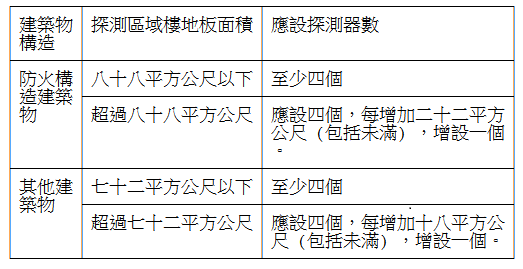 建築物
構造
探測區域樓地板面積
應設探測器數
防火構
造建築
物
八十八平方公尺以下
至少四個
超過八十八平方公尺
應設四個，每增加二十二平方
公尺（包括未滿），增設一個
。
其他建
築物
七十二平方公尺以下
至少四個
超過七十二平方公尺
應設四個，每增加十八平方公
尺（包括未滿），增設一個。